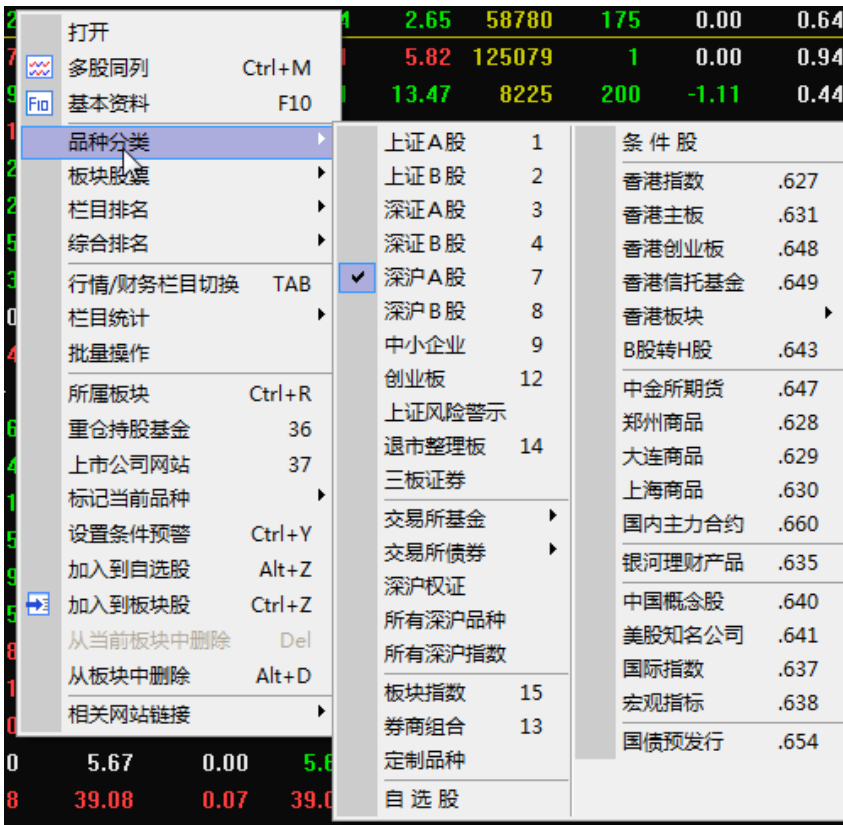 2.65 58780 175 0.00 0.64
5.82 125079 1 0.00 0.94
13.47 8225 200 -1.11 0.44
打开
多股同列 Ctrl+M
基本资料 F10
品种分类
板块股票
栏目排名
综合排名
行情/财务栏目切换 TAB
栏目统计
批量操作
所属板块 Ctrl+R
重仓持股基金 36
上市公司网站 37
标记当前品种
设置条件预警 Ctrl+Y
加入到自选股 Alt+Z
加入到板块股 Ctrl+Z
从当前板块中删除 Del
从板块中删除 Alt+D
相关网站链接
上证A股 1
上证B股 2
深证A股 3
深证B股 4
深沪A股 7
深沪B股 8
中小企业 9
创业板 12
上证风险警示
退市整理板 14
三板证券
交易所基金
交易所债券
深沪权证
所有深沪品种
所有深沪指数
板块指数 15
券商组合 13
定制品种
自选股
条件股
香港指数 .627
香港主板 .631
香港创业板 .648
香港信托基金 .649
香港板块
B股转H股 .643
中金所期货 .647
郑州商品 .628
大连商品 .629
上海商品 .630
国内主力合约 .660
银河理财产品 .635
中国概念股 .640
美股知名公司 .641
国际指数 .637
宏观指标 .638
国债预发行 .654
0 5.67 0.00
8 39.08 0.07